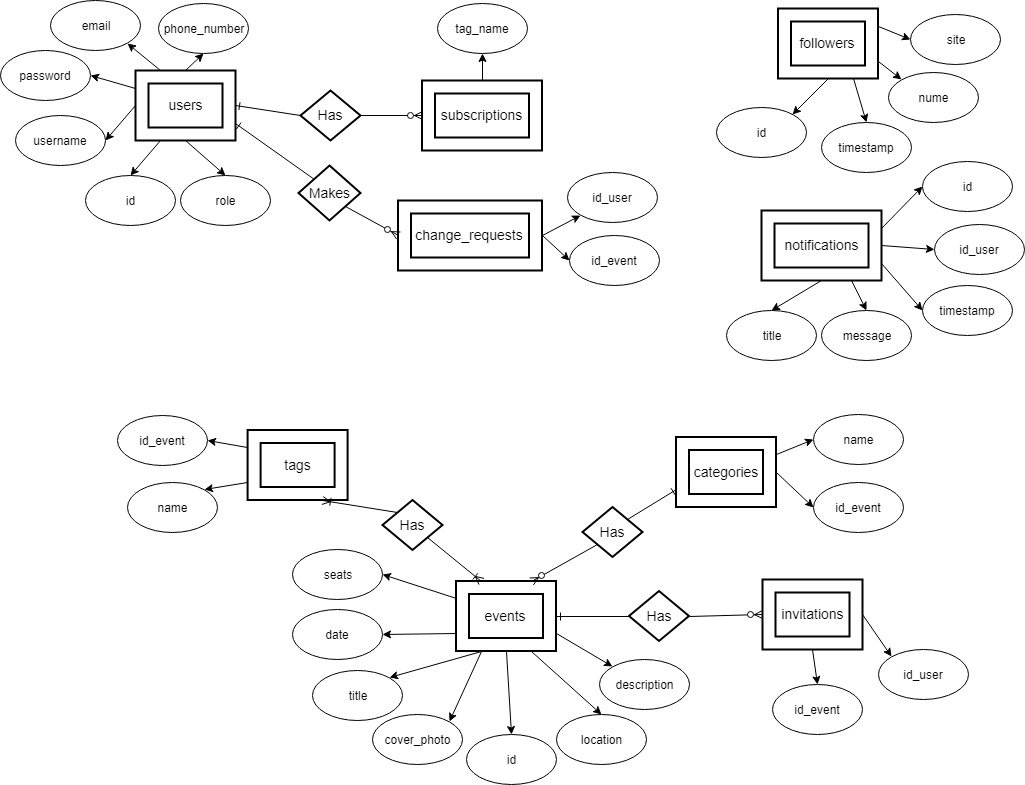 email
phone_number
tag_name
followers
site
password
users
nume
Has
subscriptions
username
id
timestamp
id
role
Makes
change_requests
id_user
id_event
id
notifications
id_user
timestamp
title
message
id_event
tags
categories
name
name
id_event
Has
Has
seats
events
Has
invitations
date
title
description
id_user
cover_photo
id
location
id_event